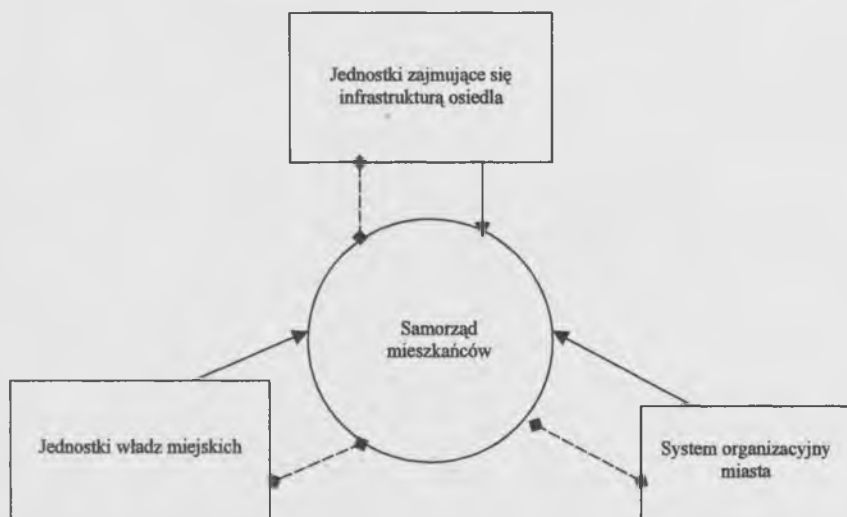 Jednostki zajmujące się
infrastrukturą osiedla
Samorząd
mieszkańców
Jednostki władz miejskich
System organizacyjny
miasta